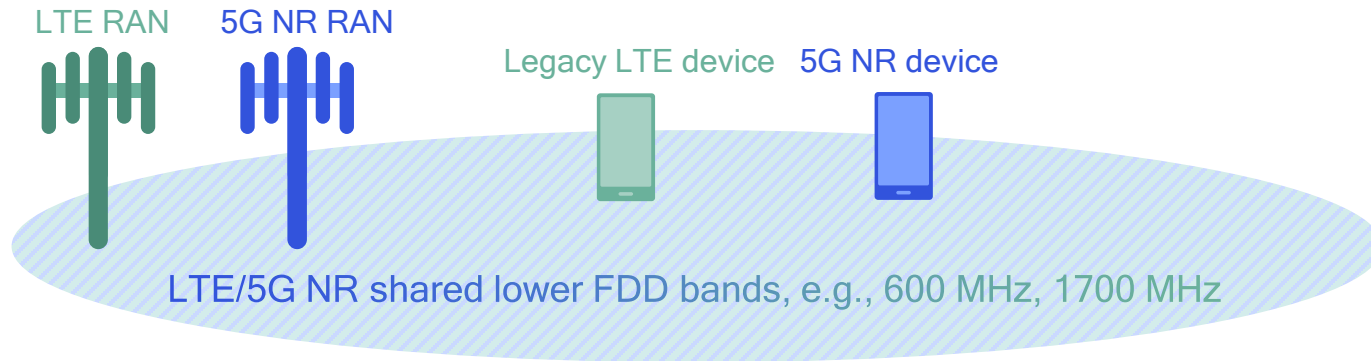 LTE RAN
5G NR RAN
Legacy LTE device
5G NR device
LTE/5G NR shared lower FDD bands, e.g., 600 MHz, 1700 MHz